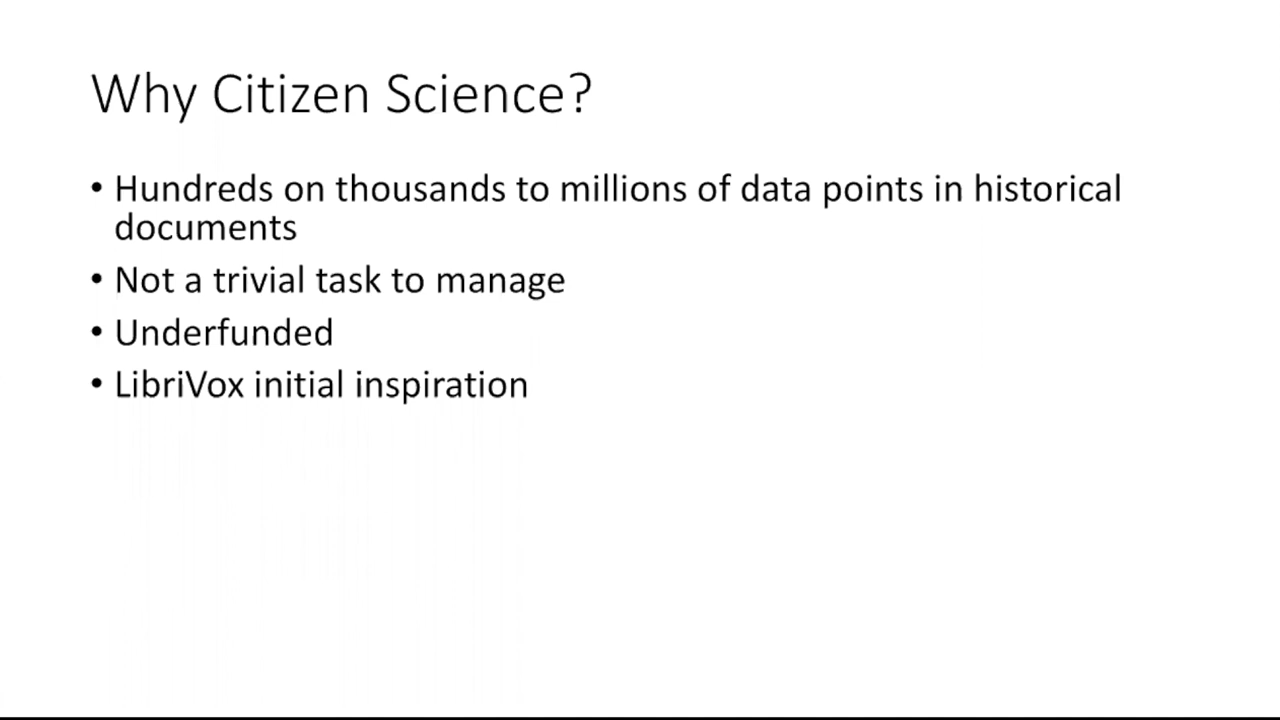 Why Citizen Science?
• Hundreds on thousands to millions of data points in historical
documents
• Not a trivial task to manage
• Underfunded
• LibriVox initial inspiration